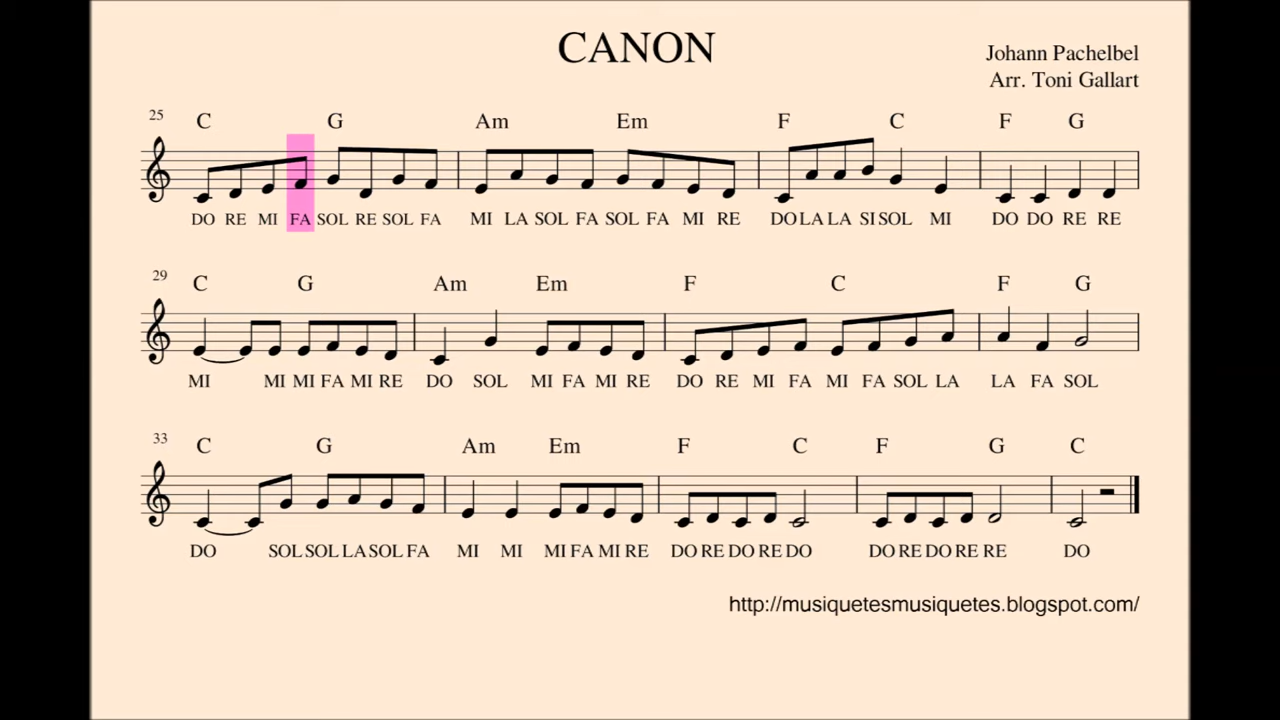 CANON
Johann Pachelbel
Arr. Toni Gallart
25
C G Am Em F C F G
DO RE MI FA SOL RE SOL FA MI LA SOL FA SOL FA MI RE DO LA LA SI SOL MI DO DO RE RE
29
C G Am Em F C F G
MI MI MI FA MI RE DO SOL MI FA MI RE DO RE MI FA MI FA SOL LA LA FA SOL
33
C G Am Em F C F G C
DO SOL SOL LA SOL FA MI MI MI FA MI RE DO RE DO RE DO DO RE DO RE RE DO
http://musiquetesmusiquetes.blogspot.com/